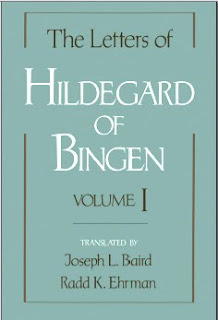 The Letters of
HILDEGARD
OF
BINGEN
VOLUME I
TRANSLATED BY
Joseph L. Baird
Radd K. Ehrman